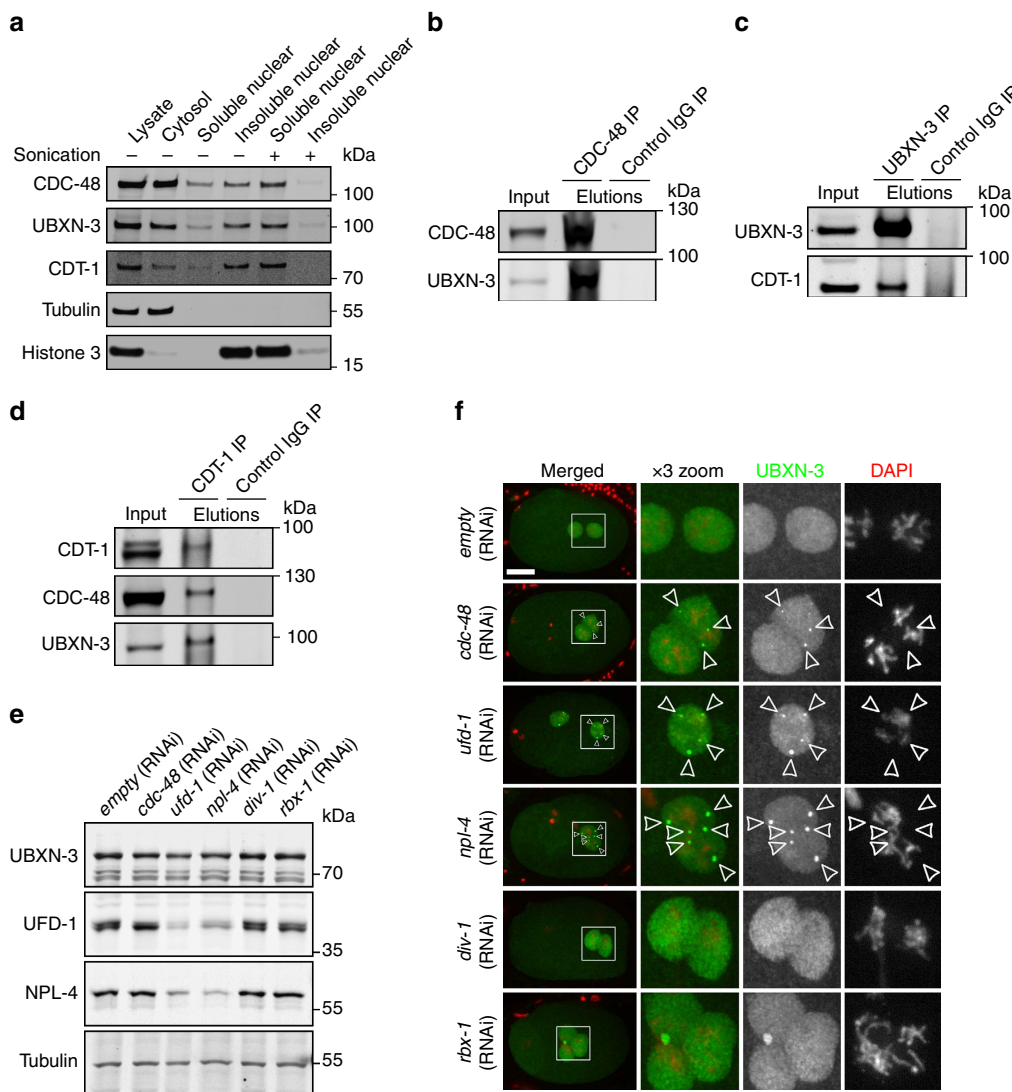 a
Lysate
Cytosol
Soluble nuclear
Insoluble nuclear
Soluble nuclear
Insoluble nuclear
Sonication – – – – + + kDa
CDC-48
100
UBXN-3
100
CDT-1
70
Tubulin
55
Histone 3
15
b
CDC-48 IP
Control IgG IP
Input Elutions kDa
130
CDC-48
100
UBXN-3
c
UBXN-3 IP
Control IgG IP
Input Elutions kDa
100
UBXN-3
100
CDT-1
d
CDT-1 IP
Control IgG IP
Input Elutions kDa
100
CDT-1
130
CDC-48
100
UBXN-3
e
empty (RNAi)
cdc-48 (RNAi)
ufd-1 (RNAi)
npl-4 (RNAi)
div-1 (RNAi)
rbx-1 (RNAi)
kDa
UBXN-3
70
UFD-1
35
NPL-4
55
Tubulin
55
f
Merged ×3 zoom UBXN-3 DAPI
empty
(RNAi)
cdc-48
(RNAi)
ufd-1
(RNAi)
npl-4
(RNAi)
div-1
(RNAi)
rbx-1
(RNAi)